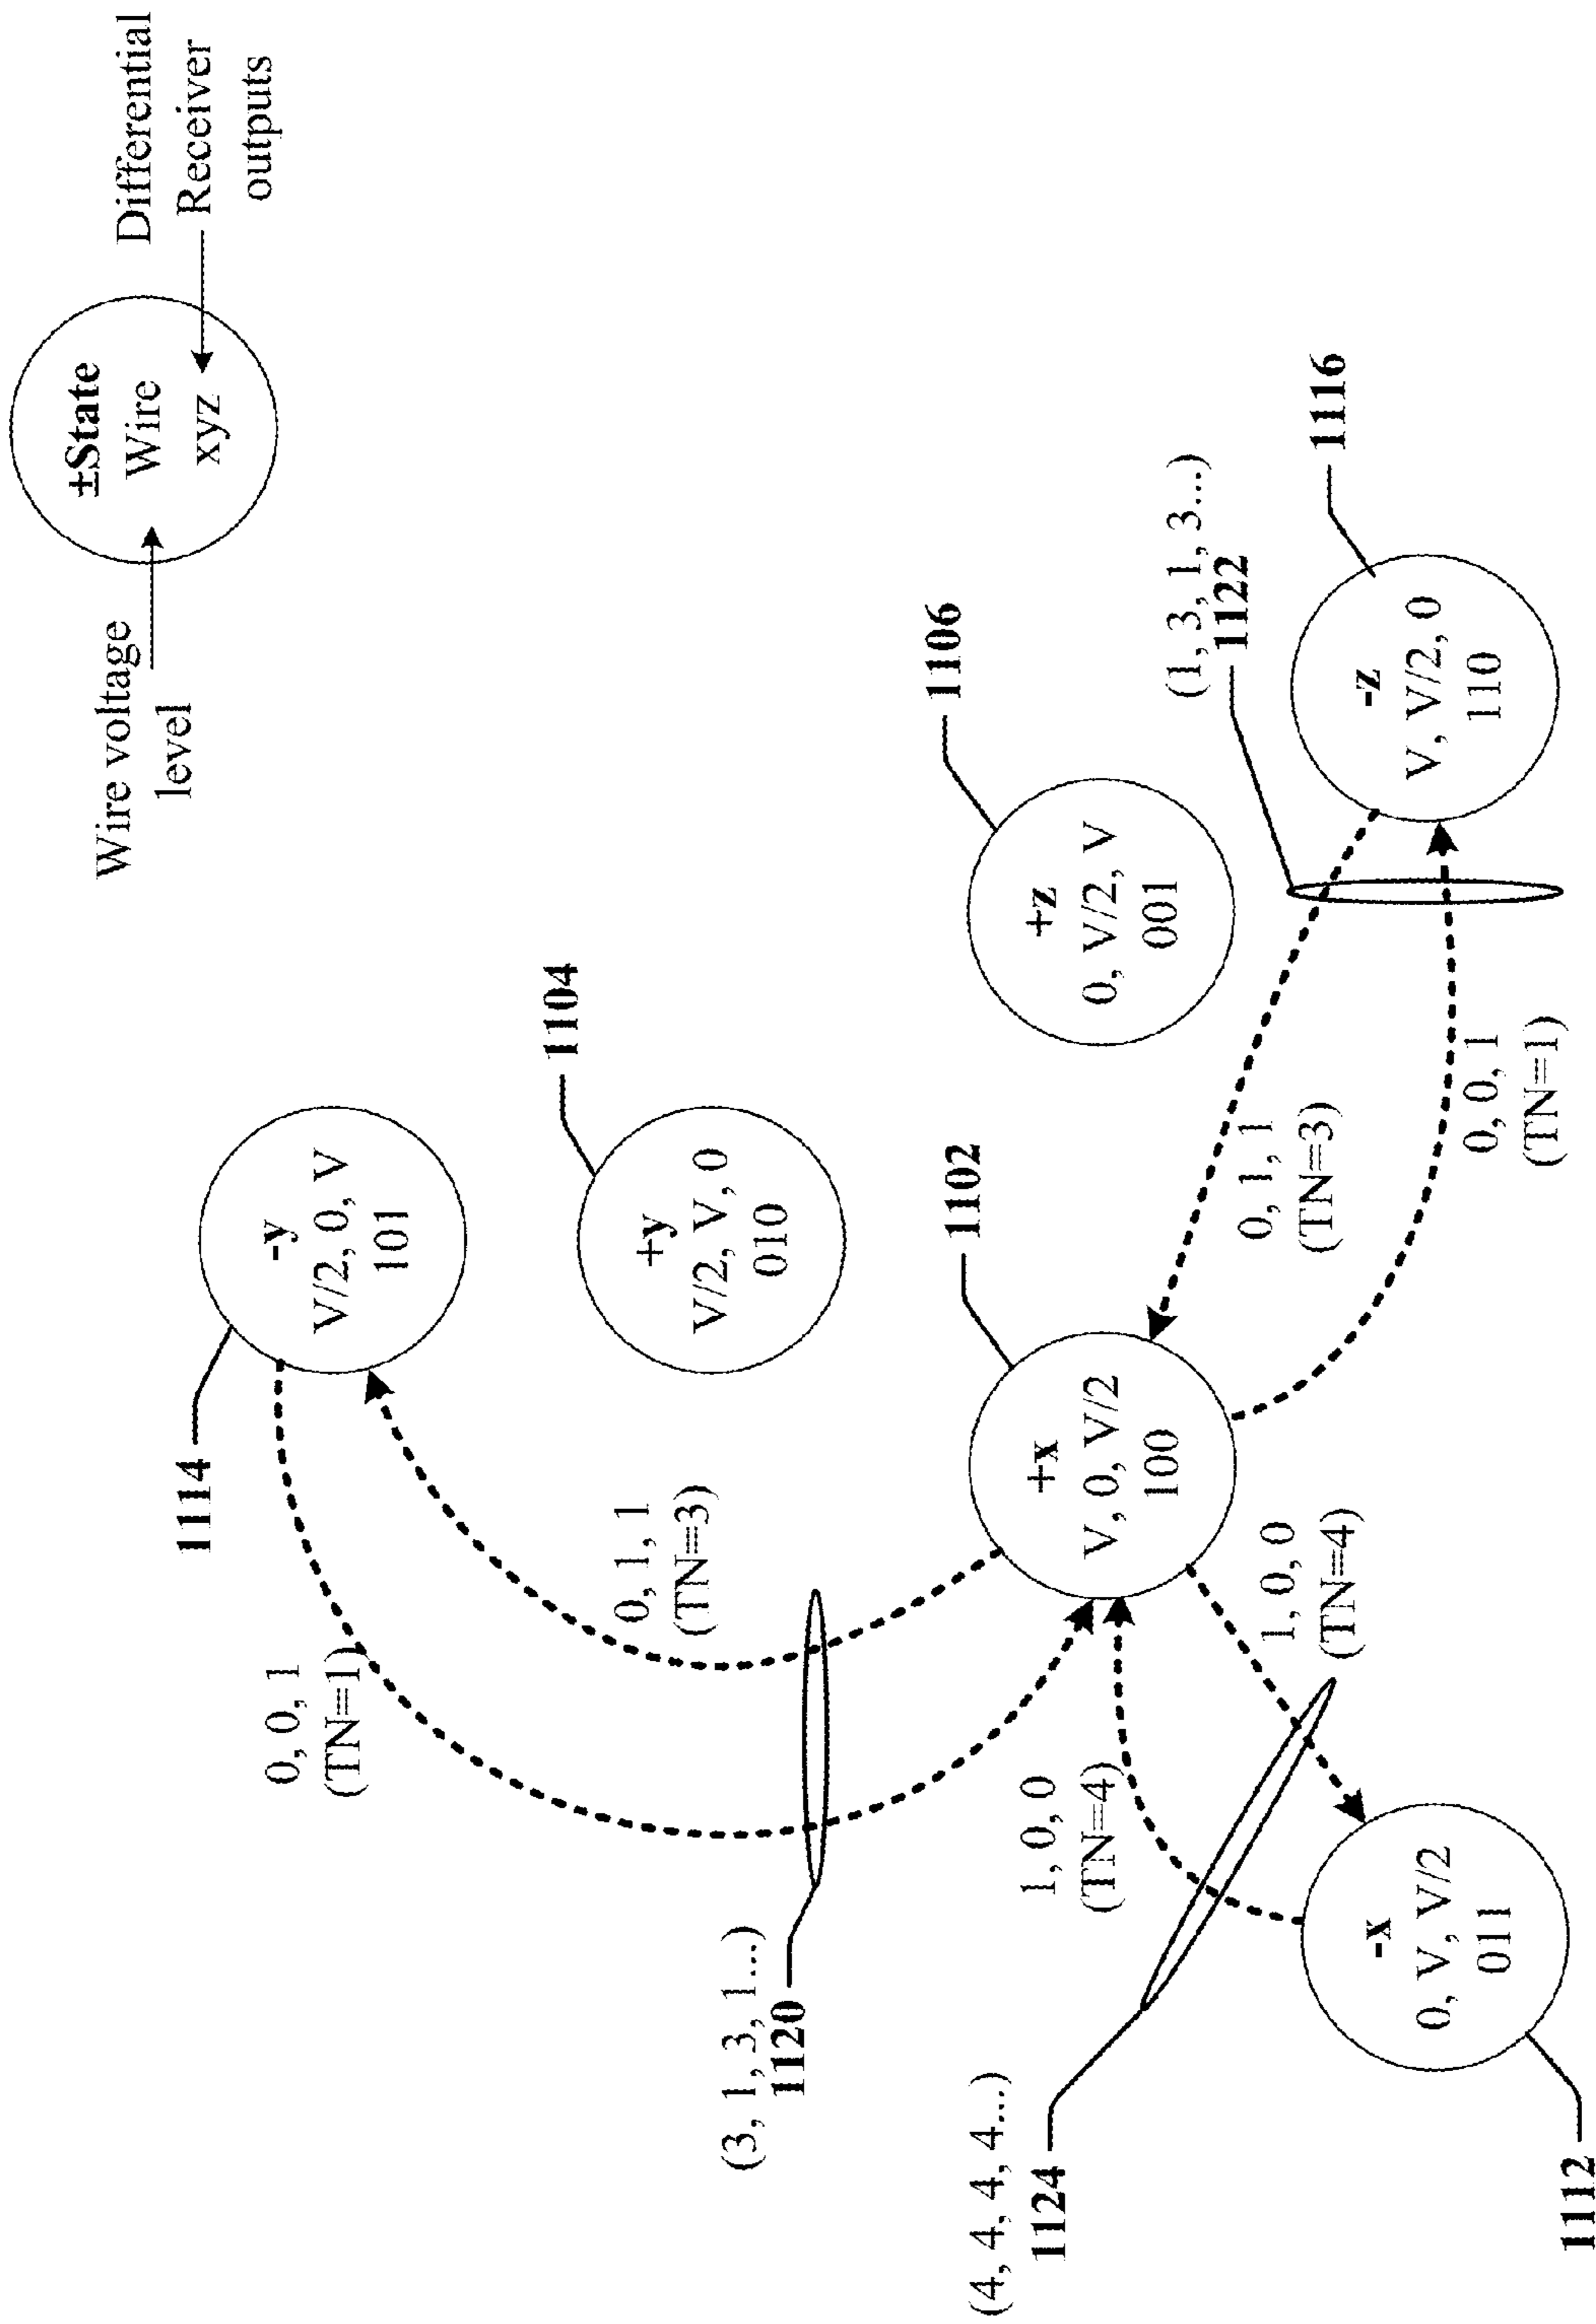 Wire voltage
level
±State
Wire
xyz
Differential
Receiver
outputs
1114
-y
V/2, 0, V
101
0, 0, 1
(TN=1)
0, 1, 1
(TN=3)
1104
+y
V/2, V, 0
010
(3, 1, 3, 1...)
1120
1106
+z
0, V/2, V
001
1102
+x
V, 0, V/2
100
(4, 4, 4, 4...)
1124
1, 0, 0
(TN=4)
1, 0, 0
(TN=4)
0, 1, 1
(TN=3)
0, 0, 1
(TN=1)
(1, 3, 1, 3...)
1122
1116
-z
V, V/2, 0
110
-x
0, V, V/2
011
1112